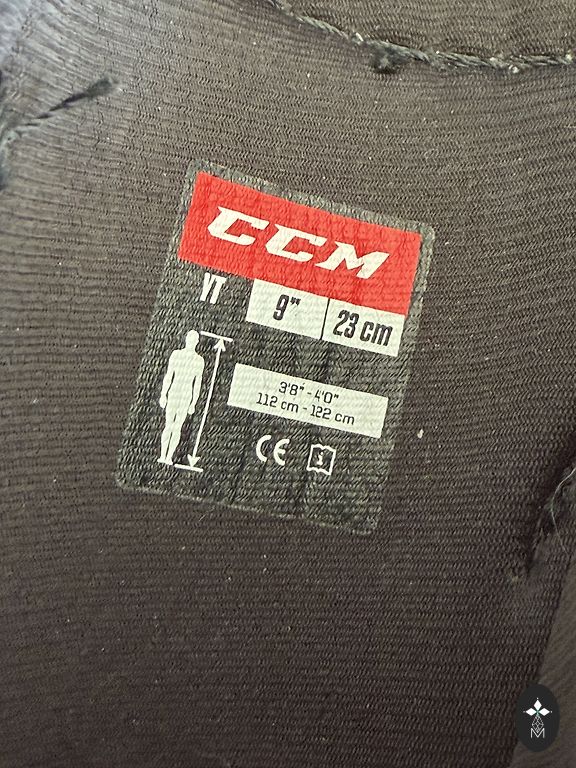 CCM
YT 9" 23 cm
3'8" - 4'0"
112 cm - 122 cm
CE i
M